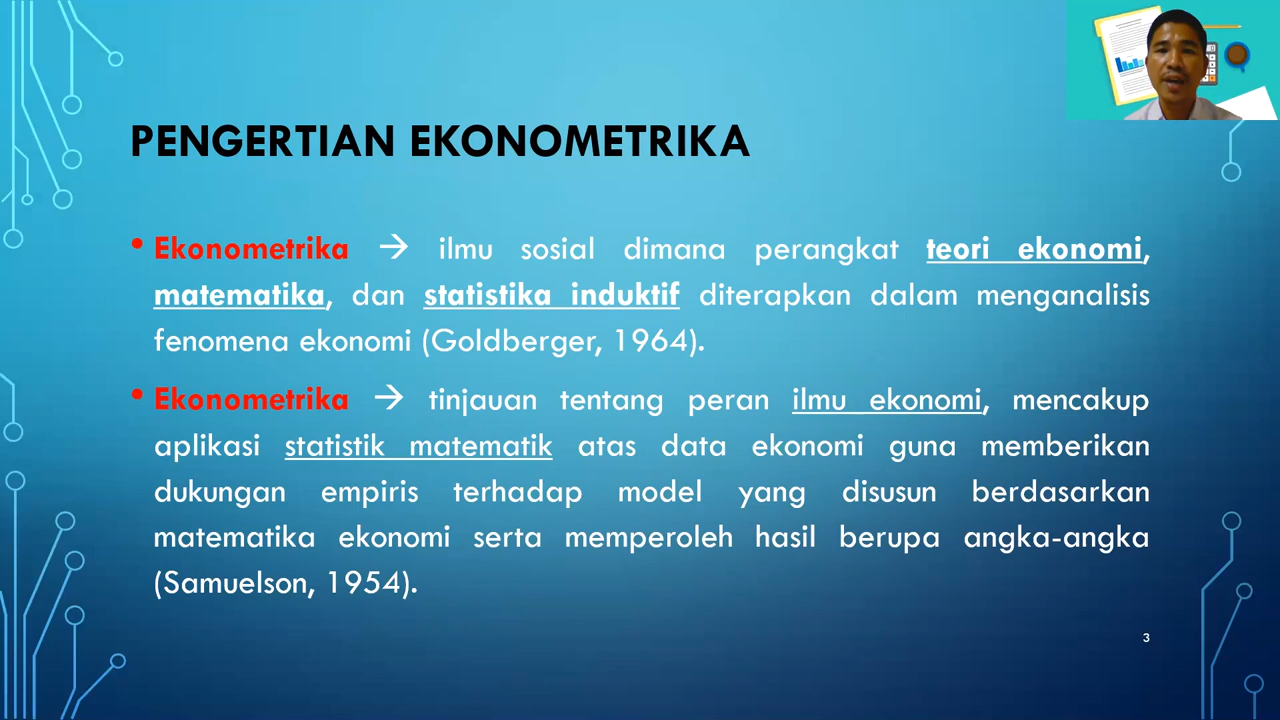 PENGERTIAN EKONOMETRIKA
• Ekonometrika → ilmu sosial dimana perangkat teori ekonomi,
matematika, dan statistika induktif diterapkan dalam menganalisis
fenomena ekonomi (Goldberger, 1964).
• Ekonometrika → tinjauan tentang peran ilmu ekonomi, mencakup
aplikasi statistik matematik atas data ekonomi guna memberikan
dukungan empiris terhadap model yang disusun berdasarkan
matematika ekonomi serta memperoleh hasil berupa angka-angka
(Samuelson, 1954).
3